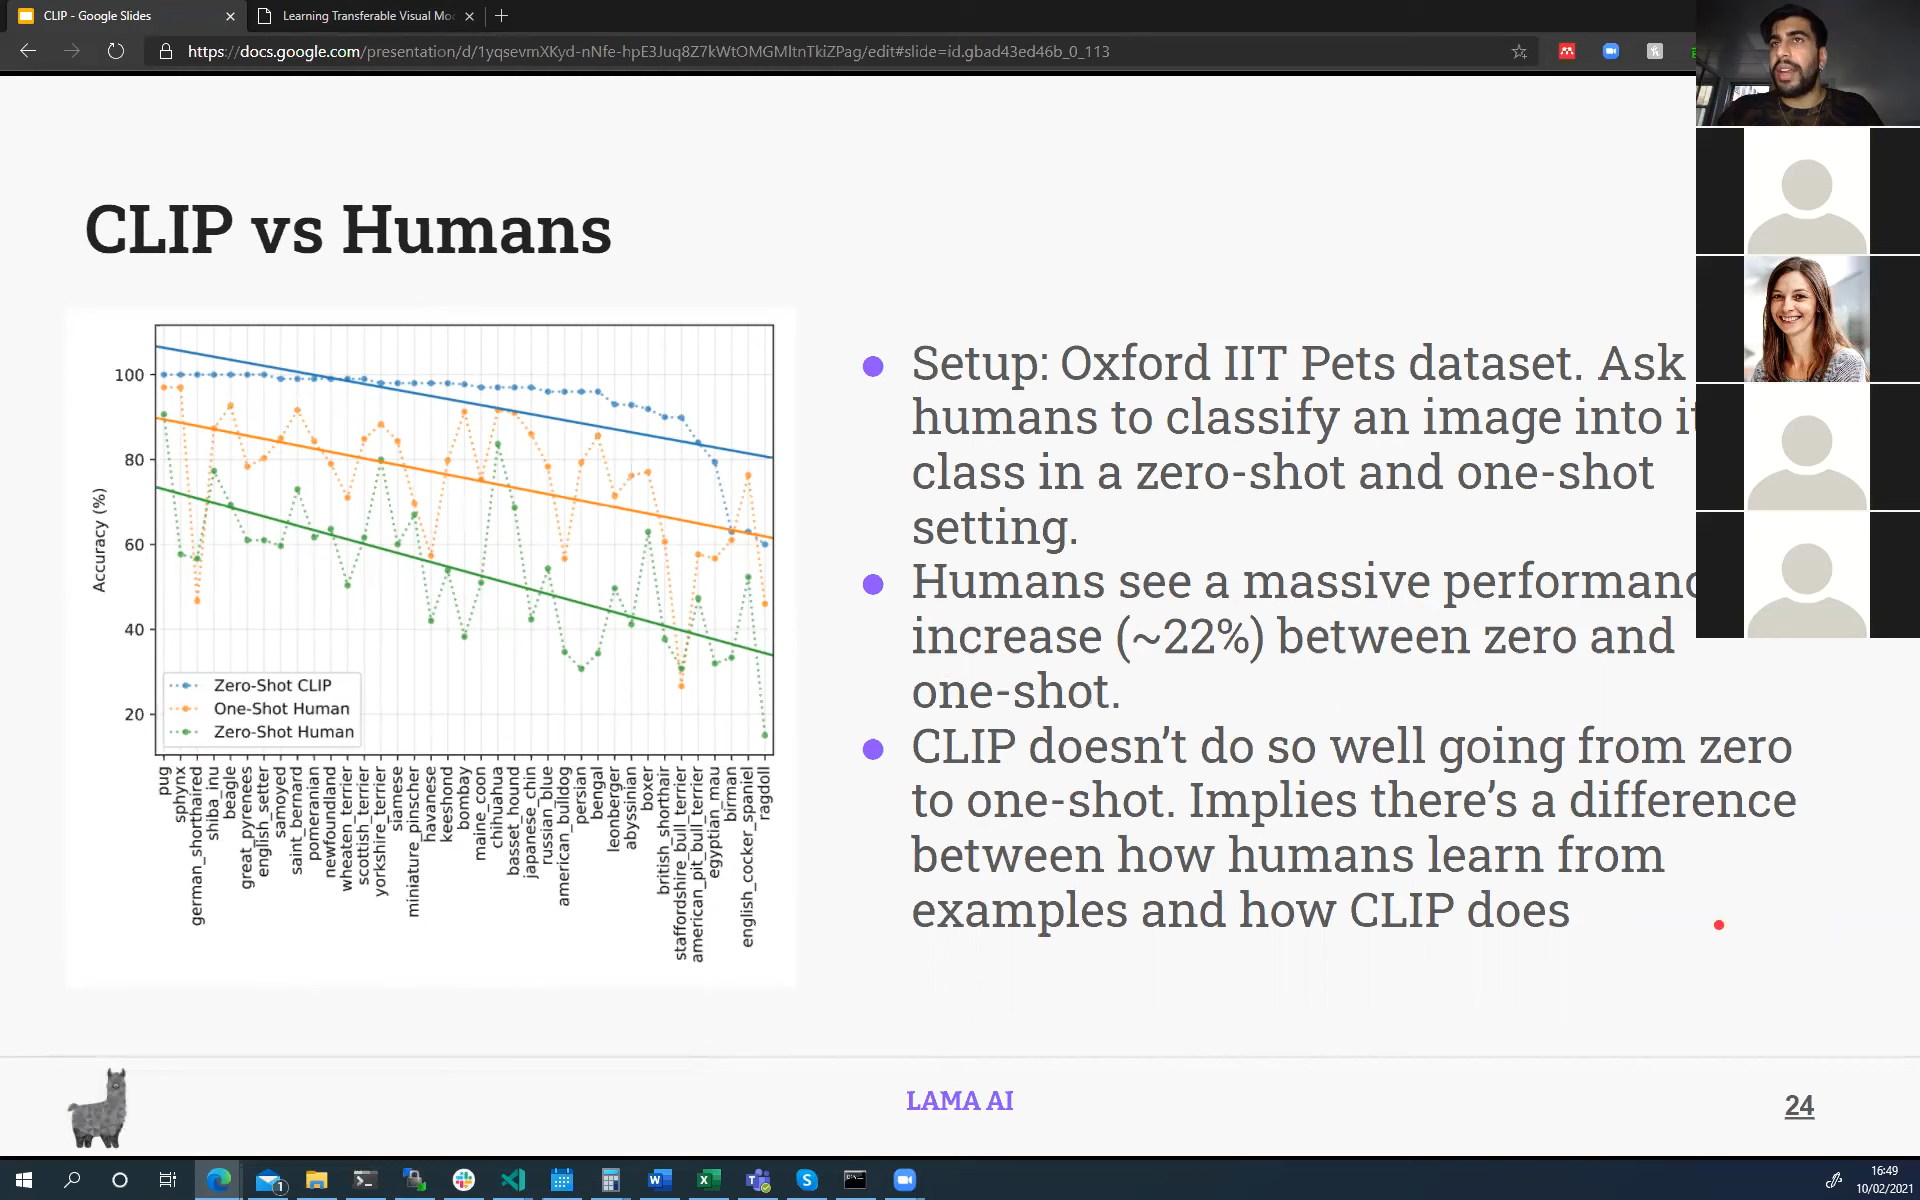 CLIP - Google Slides
Learning Transferable Visual Mo
https://docs.google.com/presentation/d/1yqsevmXKyd-nNfe-hpE3Juq8Z7kWtOMGMltnTkiZPag/edit#slide=id.gbad43ed46b_0_113
CLIP vs Humans
Accuracy (%)
100
80
60
40
20
Zero-Shot CLIP
One-Shot Human
Zero-Shot Human
pug
sphynx
german_shorthaired
shiba_inu
beagle
great_pyrenees
english_setter
samoyed
saint_bernard
pomeranian
newfoundland
wheaten_terrier
scottish_terrier
yorkshire_terrier
siamese
miniature_pinscher
havanese
keeshond
bombay
maine_coon
chihuahua
basset_hound
japanese_chin
russian_blue
american_bulldog
persian
bengal
leonberger
abyssinian
boxer
british_shorthair
staffordshire_bull_terrier
american_pit_bull_terrier
egyptian_mau
birman
english_cocker_spaniel
ragdoll
Setup: Oxford IIT Pets dataset. Ask
humans to classify an image into it
class in a zero-shot and one-shot
setting.
Humans see a massive performanc
increase (~22%) between zero and
one-shot.
CLIP doesn't do so well going from zero
to one-shot. Implies there's a difference
between how humans learn from
examples and how CLIP does
LAMA AI
24
1
16:49
10/02/2021